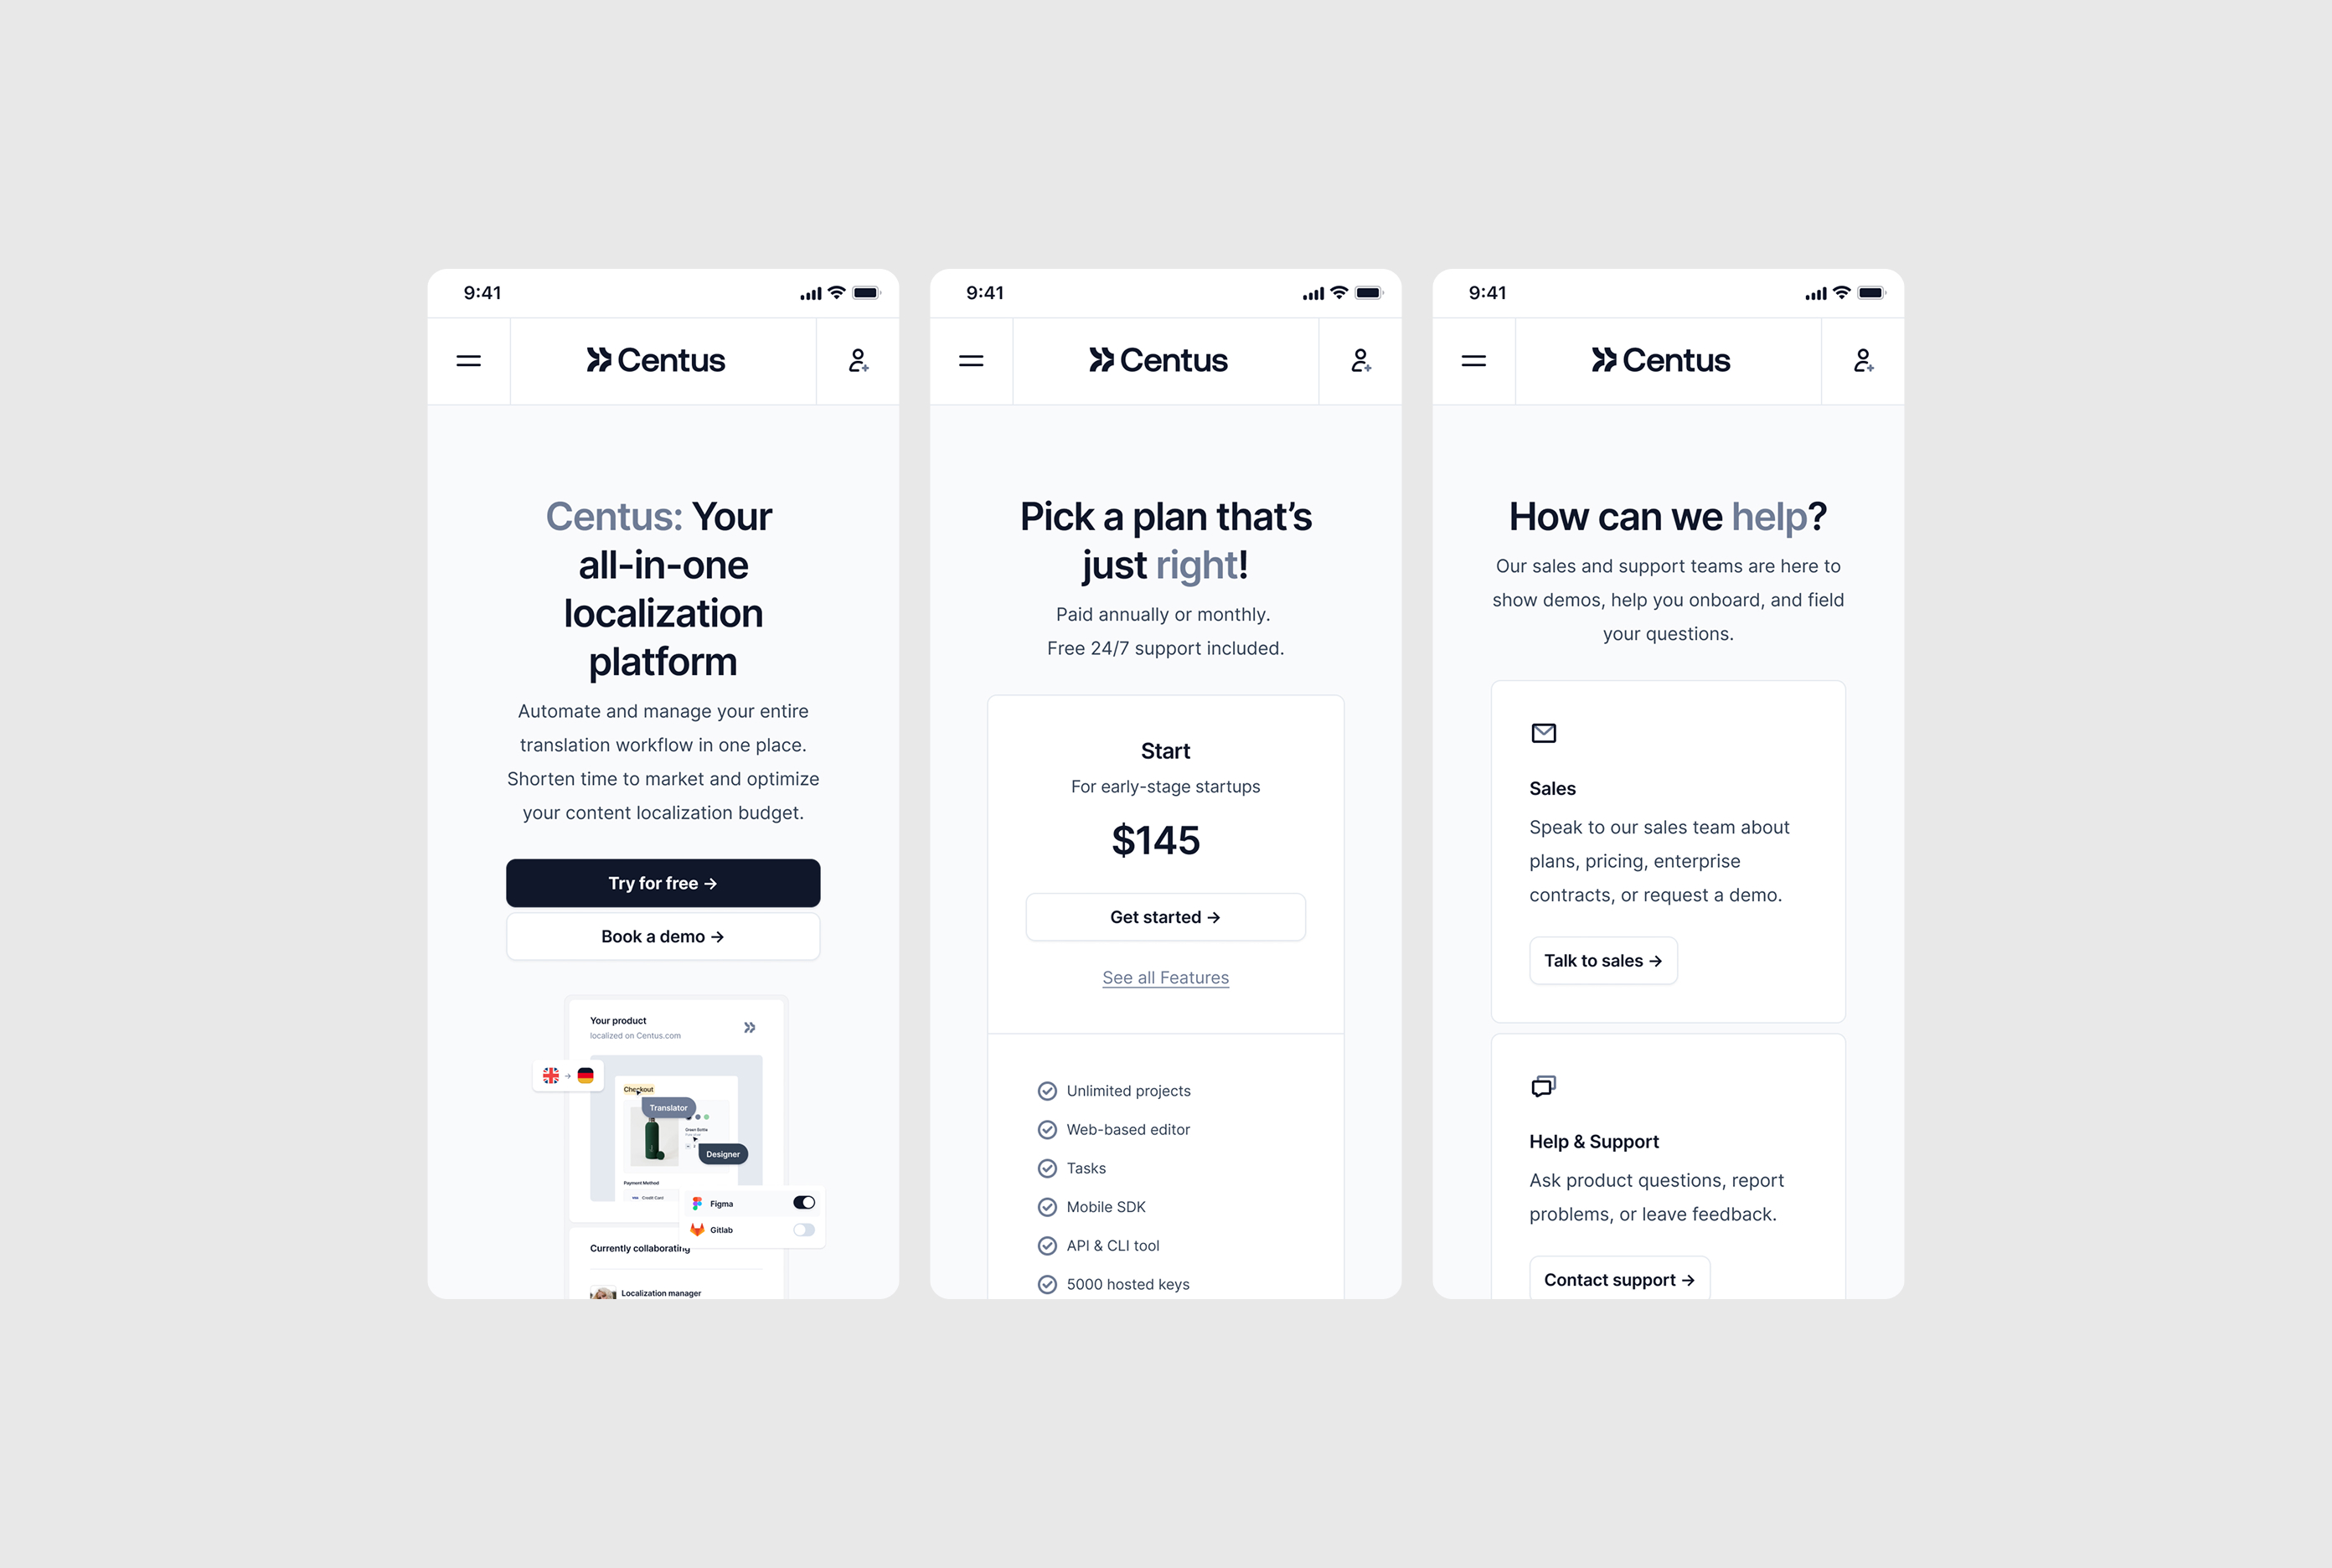 9:41
Centus
Centus: Your
all-in-one
localization
platform
Automate and manage your entire
translation workflow in one place.
Shorten time to market and optimize
your content localization budget.
Try for free →
Book a demo →
Your product
localized on Centus.com
→
Checkout
Translator
Green Bottle
Designer
Payment Method
VISA Credit Card
Figma
Gitlab
Currently collaborating
Localization manager
9:41
Centus
Pick a plan that’s
just right!
Paid annually or monthly.
Free 24/7 support included.
Start
For early-stage startups
$145
Get started →
See all Features
Unlimited projects
Web-based editor
Tasks
Mobile SDK
API & CLI tool
5000 hosted keys
9:41
Centus
How can we help?
Our sales and support teams are here to
show demos, help you onboard, and field
your questions.
Sales
Speak to our sales team about
plans, pricing, enterprise
contracts, or request a demo.
Talk to sales →
Help & Support
Ask product questions, report
problems, or leave feedback.
Contact support →